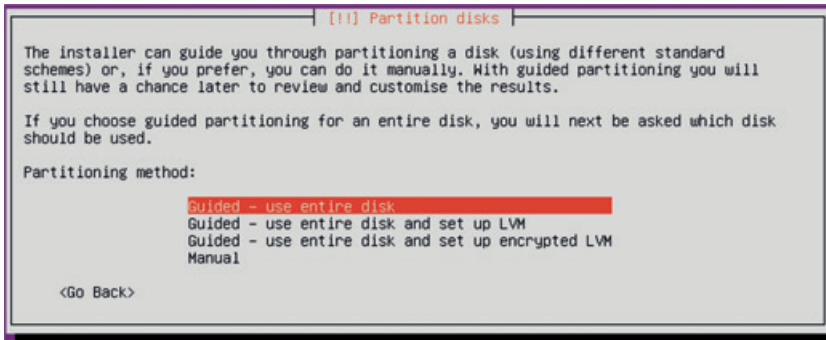 [!!] Partition disks
The installer can guide you through partitioning a disk (using different standard
schemes) or, if you prefer, you can do it manually. With guided partitioning you will
still have a chance later to review and customise the results.
If you choose guided partitioning for an entire disk, you will next be asked which disk
should be used.
Partitioning method:
Guided - use entire disk
Guided - use entire disk and set up LVM
Guided - use entire disk and set up encrypted LVM
Manual
<Go Back>